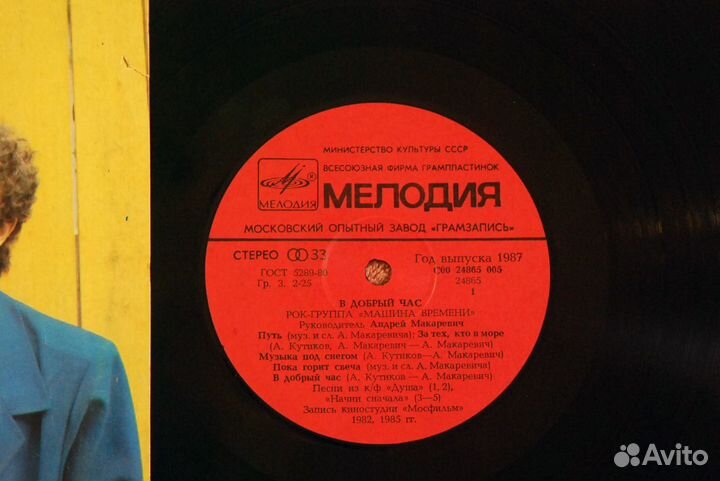 МИНИСТЕРСТВО КУЛЬТУРЫ СССР
ВСЕСОЮЗНАЯ ФИРМА ГРАМПЛАСТИНОК
МЕЛОДИЯ ® МЕЛОДИЯ
МОСКОВСКИЙ ОПЫТНЫЙ ЗАВОД «ГРАМЗАПИСЬ»
СТЕРЕО 33 Год выпуска 1987
ГОСТ 5289-80 С00 24865 005
Гр. 3. 2-25 24865
1
В ДОБРЫЙ ЧАС
РОК-ГРУППА «МАШИНА ВРЕМЕНИ»
Руководитель Андрей Макаревич
Путь (муз. и сл. А. Макаревича); За тех, кто в море
(А. Кутиков, А. Макаревич — А. Макаревич)
Музыка под снегом (А. Кутиков—А. Макаревич)
Пока горит свеча (муз. и сл. А. Макаревича)
В добрый час (А. Кутиков — А. Макаревич)
Песни из к/ф «Душа» (1, 2),
«Начни сначала» (3—5)
Запись киностудии «Мосфильм»
1982, 1985 гг.
Avito